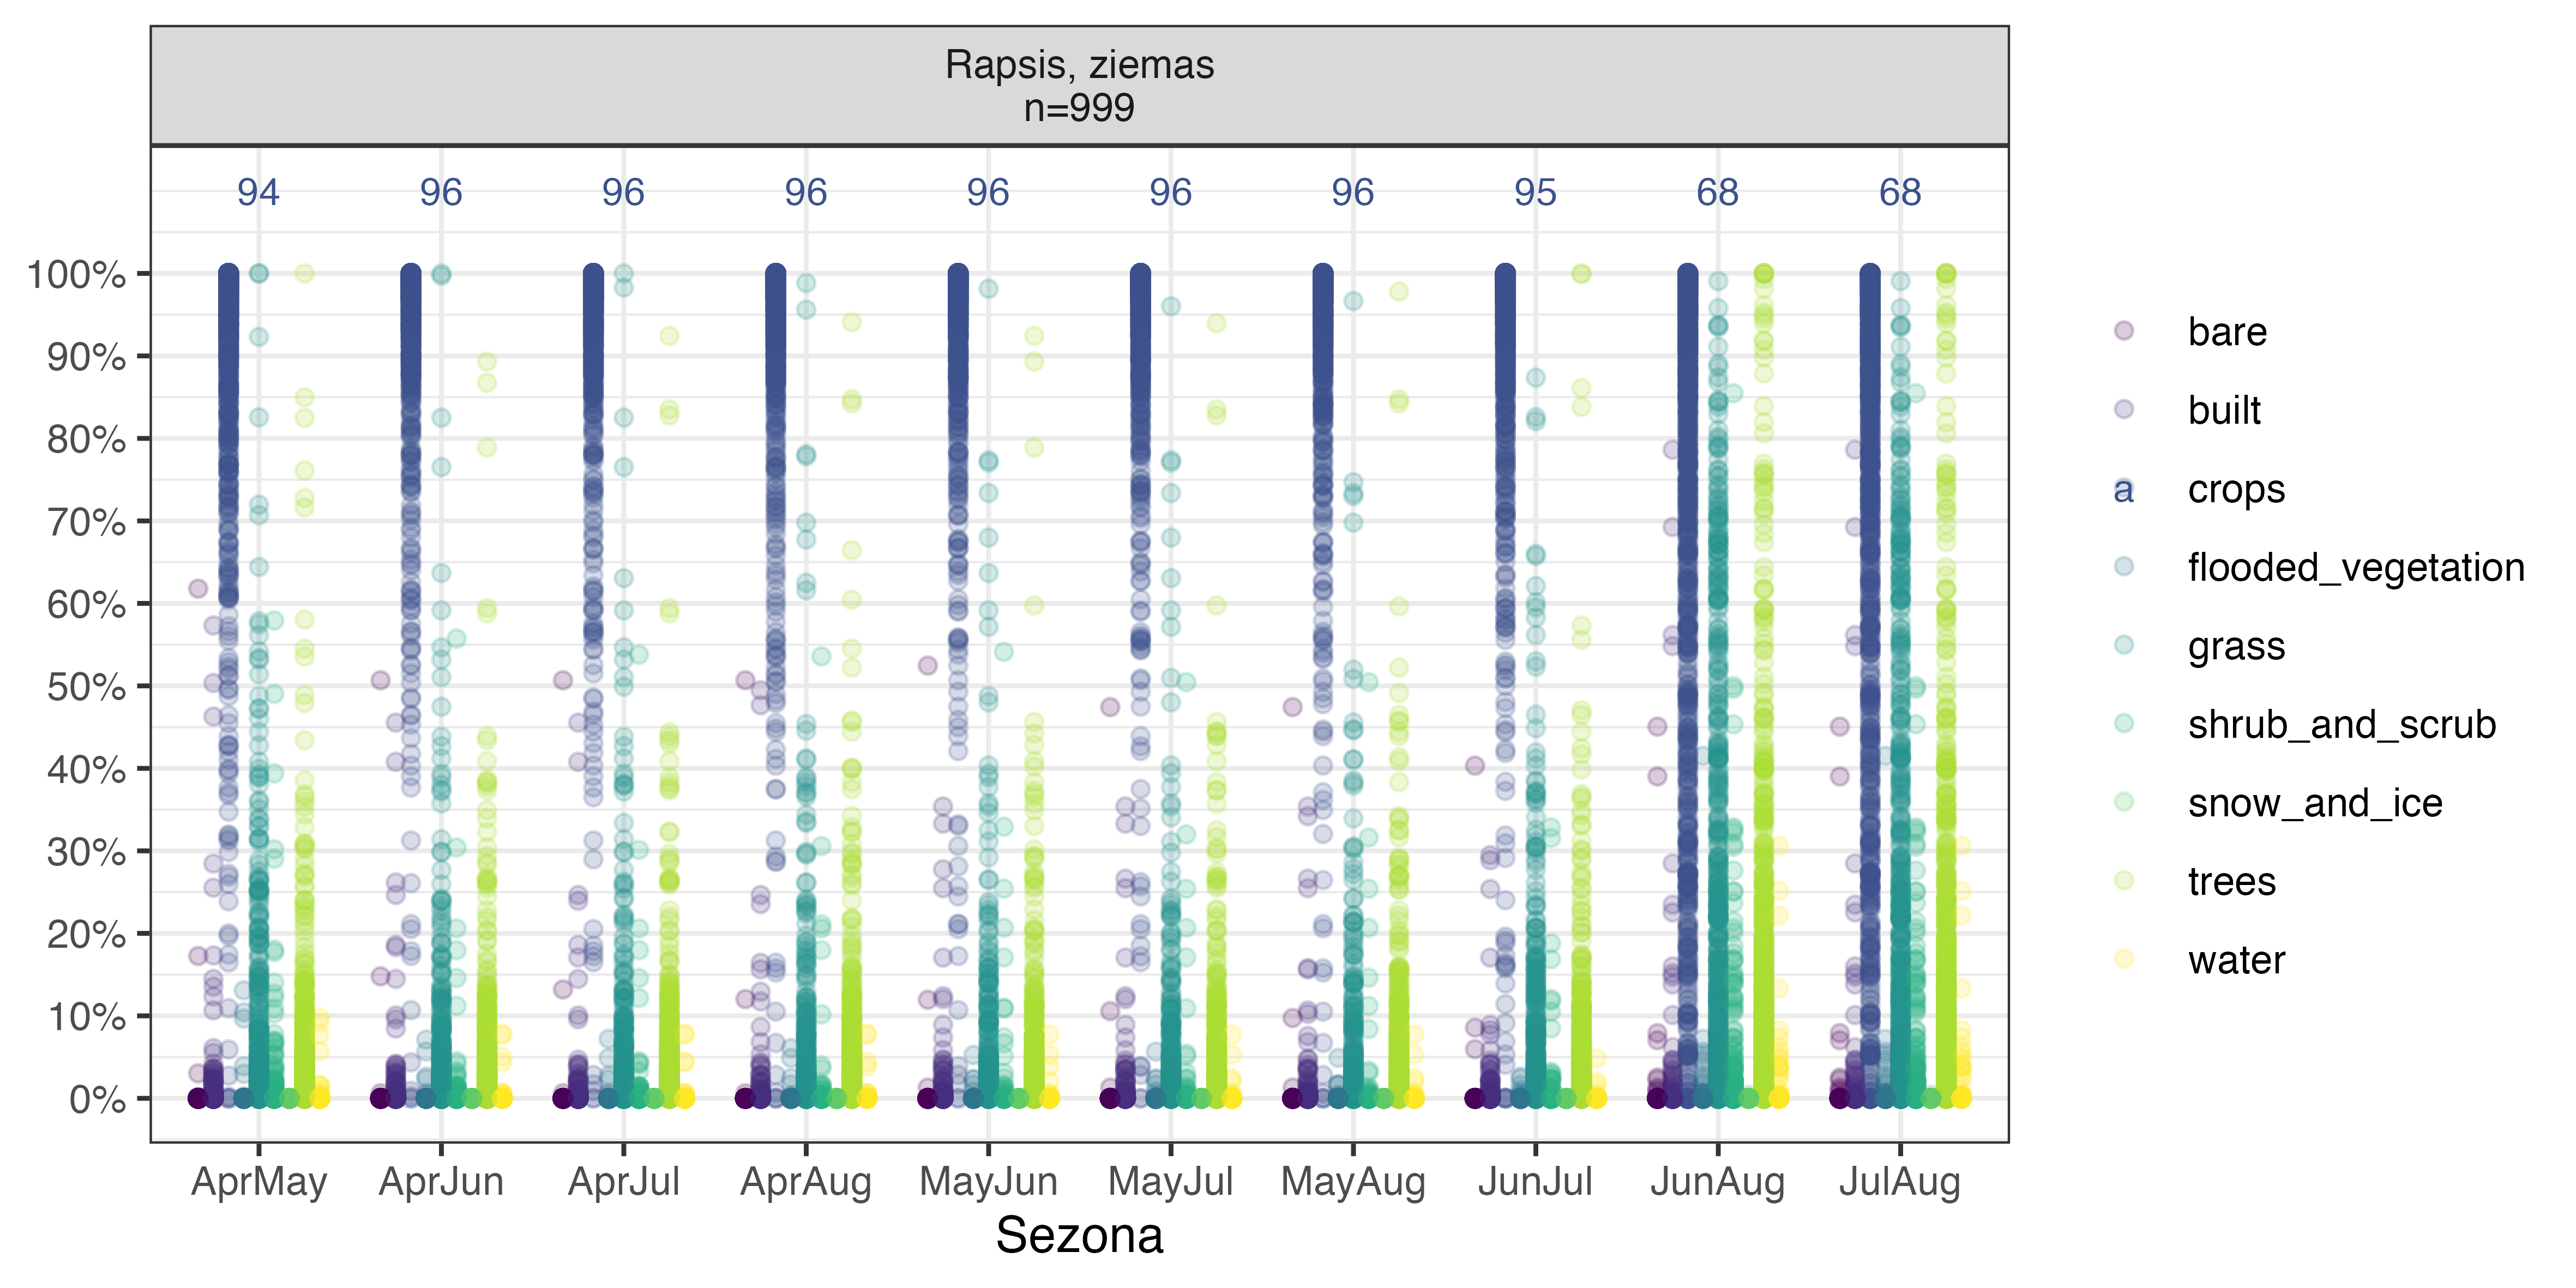 Rapsis, ziemas
n=999
94 96 96 96 96 96 96 95 68 68
100%
90%
80%
70%
60%
50%
40%
30%
20%
10%
0%
AprMay AprJun AprJul AprAug MayJun MayJul MayAug JunJul JunAug JulAug
Sezona
bare
built
a crops
flooded_vegetation
grass
shrub_and_scrub
snow_and_ice
trees
water